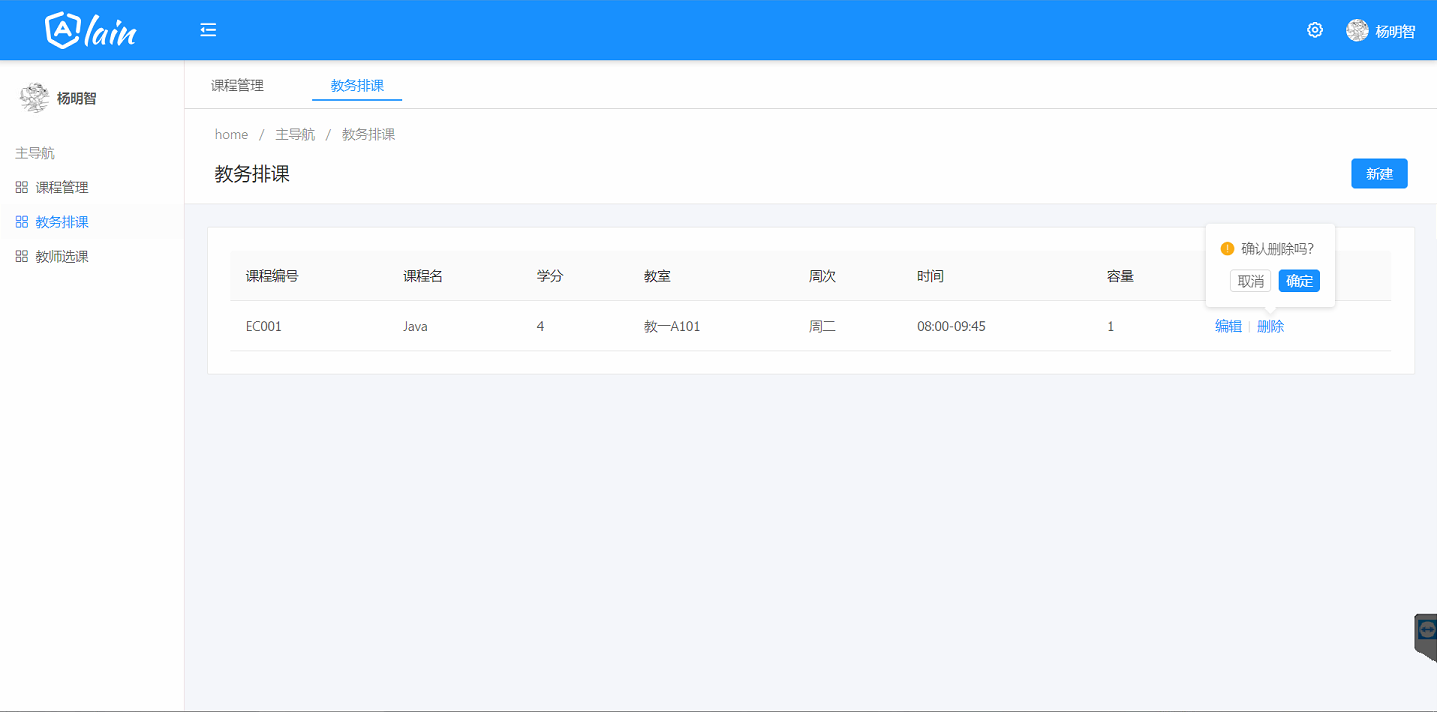 Alain
杨明智
课程管理 教务排课
杨明智
主导航
课程管理
教务排课
教师选课
home / 主导航 / 教务排课
教务排课
新建
确认删除吗?
取消 确定
课程编号 课程名 学分 教室 周次 时间 容量
EC001 Java 4 教一A101 周二 08:00-09:45 1 编辑 | 删除